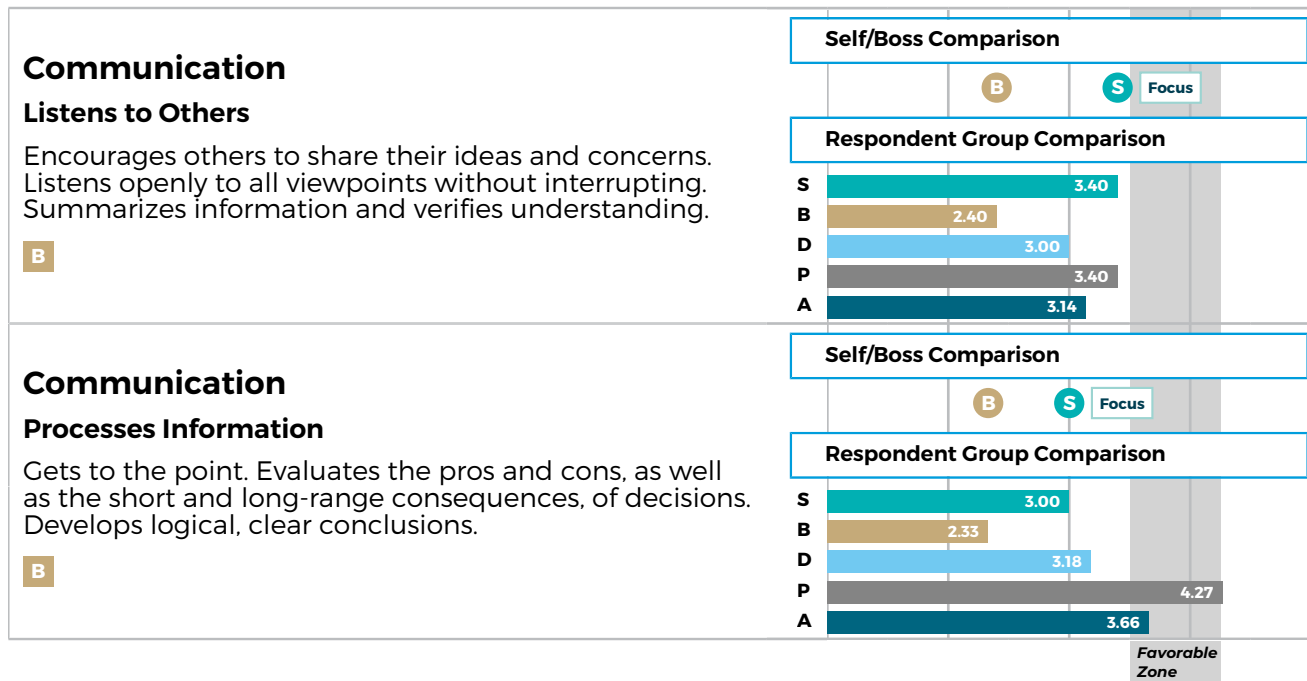 Communication
Listens to Others
Encourages others to share their ideas and concerns.
Listens openly to all viewpoints without interrupting.
Summarizes information and verifies understanding.
B
Self/Boss Comparison
B
S
Focus
Respondent Group Comparison
S 3.40
B 2.40
D 3.00
P 3.40
A 3.14
Communication
Processes Information
Gets to the point. Evaluates the pros and cons, as well
as the short and long-range consequences, of decisions.
Develops logical, clear conclusions.
B
Self/Boss Comparison
B
S
Focus
Respondent Group Comparison
S 3.00
B 2.33
D 3.18
P 4.27
A 3.66
Favorable
Zone